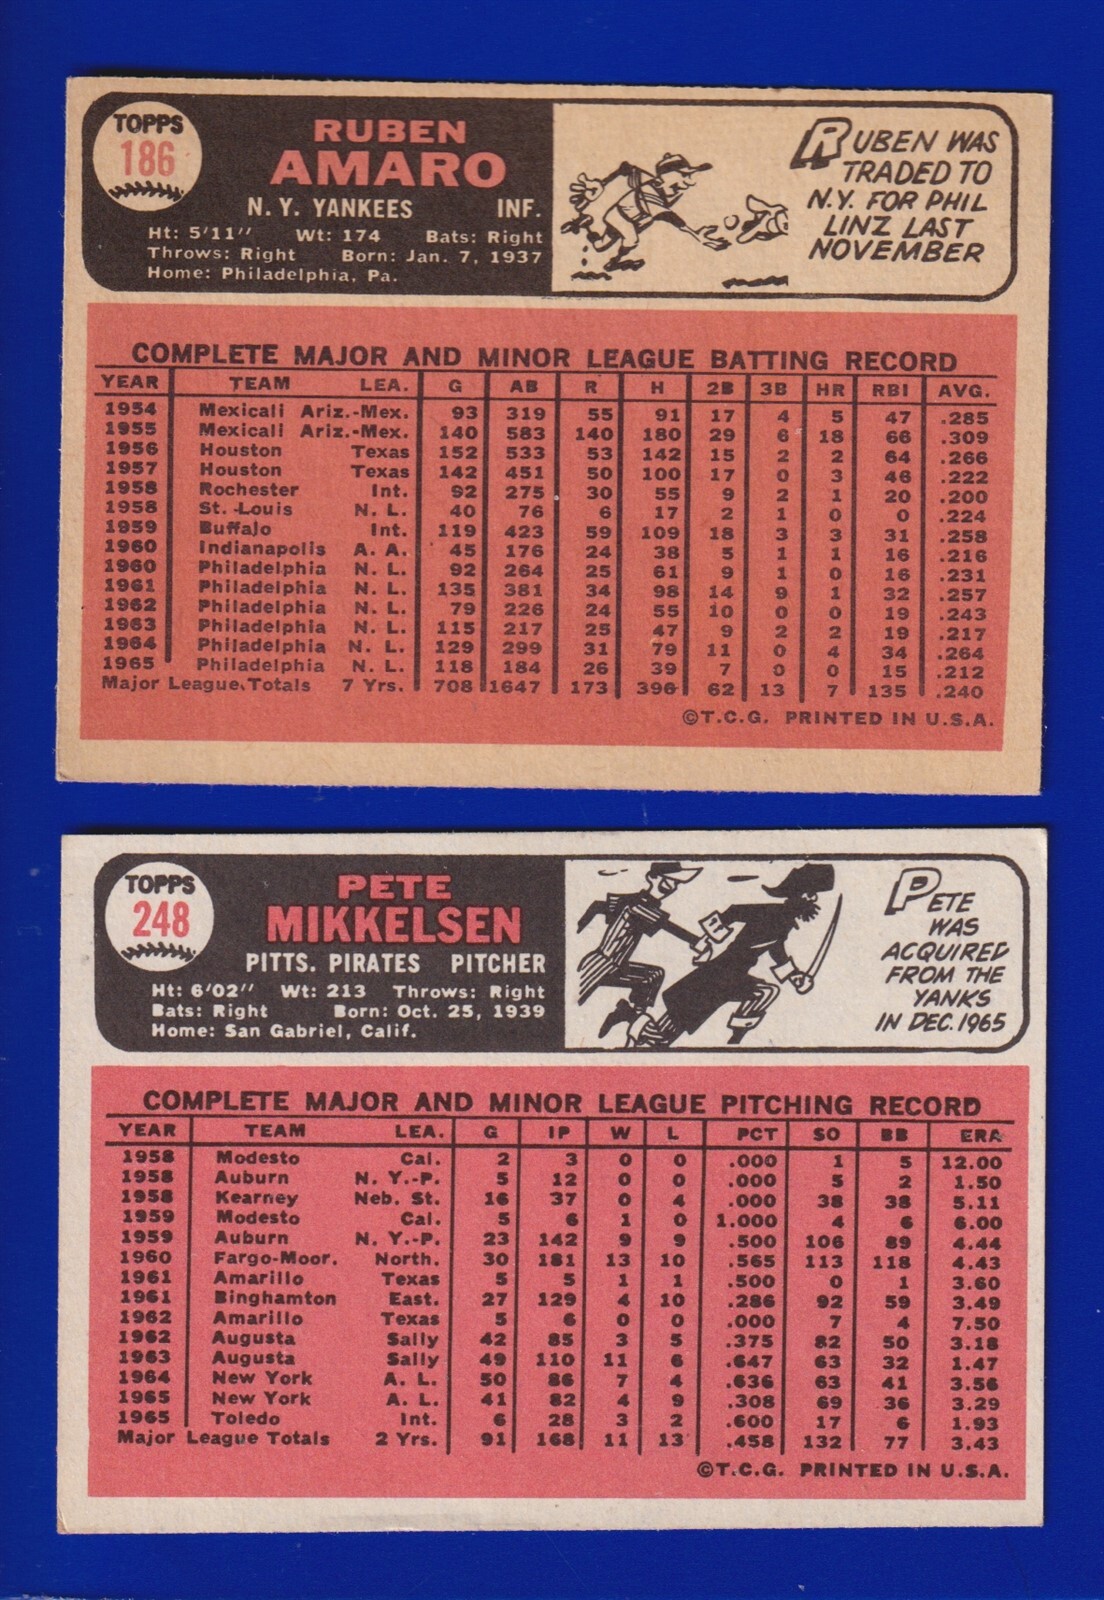 TOPPS
186
RUBEN
AMARO
N. Y. YANKEES INF.
Ht: 5'11" Wt: 174 Bats: Right
Throws: Right Born: Jan. 7, 1937
Home: Philadelphia, Pa.
RUBEN WAS
TRADED TO
N.Y. FOR PHIL
LINZ LAST
NOVEMBER
COMPLETE MAJOR AND MINOR LEAGUE BATTING RECORD
YEAR TEAM LEA. G AB R H 2B 3B HR RBI AVG.
1954 Mexicali Ariz.-Mex. 93 319 55 91 17 4 5 47 .285
1955 Mexicali Ariz.-Mex. 140 583 140 180 29 6 18 66 .309
1956 Houston Texas 152 533 53 142 15 2 2 64 .266
1957 Houston Texas 142 451 50 100 17 0 3 46 .222
1958 Rochester Int. 92 275 30 55 9 2 1 20 .200
1958 St. Louis N. L. 40 76 6 17 2 1 0 0 .224
1959 Buffalo Int. 119 423 59 109 18 3 3 31 .258
1960 Indianapolis A. A. 45 176 24 38 5 1 1 16 .216
1960 Philadelphia N. L. 92 264 25 61 9 1 0 16 .231
1961 Philadelphia N. L. 135 381 34 98 14 9 1 32 .257
1962 Philadelphia N. L. 79 226 24 55 10 0 0 19 .243
1963 Philadelphia N. L. 115 217 25 47 9 2 2 19 .217
1964 Philadelphia N. L. 129 299 31 79 11 0 4 34 .264
1965 Philadelphia N. L. 118 184 26 39 7 0 0 15 .212
Major League Totals 7 Yrs. 708 1647 173 396 62 13 7 135 .240
©T.C.G. PRINTED IN U.S.A.
TOPPS
248
PETE
MIKKELSEN
PITTS. PIRATES PITCHER
Ht: 6'02" Wt: 213 Throws: Right
Bats: Right Born: Oct. 25, 1939
Home: San Gabriel, Calif.
PETE
WAS
ACQUIRED
FROM THE
YANKS
IN DEC. 1965
COMPLETE MAJOR AND MINOR LEAGUE PITCHING RECORD
YEAR TEAM LEA. G IP W L PCT SO BB ERA
1958 Modesto Cal. 2 3 0 0 .000 1 5 12.00
1958 Auburn N. Y.-P. 5 12 0 0 .000 5 2 1.50
1958 Kearney Neb. St. 16 37 0 4 .000 38 38 5.11
1959 Modesto Cal. 5 6 1 0 1.000 4 6 6.00
1959 Auburn N. Y.-P. 23 142 9 9 .500 106 89 4.44
1960 Fargo-Moor. North. 30 181 13 10 .565 113 118 4.43
1961 Amarillo Texas 5 5 1 1 .500 0 1 3.60
1961 Binghamton East. 27 129 4 10 .286 92 59 3.49
1962 Amarillo Texas 5 6 0 0 .000 7 4 7.50
1962 Augusta Sally 42 85 3 5 .375 82 50 3.18
1963 Augusta Sally 49 110 11 6 .647 63 32 1.47
1964 New York A. L. 50 86 7 4 .636 63 41 3.56
1965 New York A. L. 41 82 4 9 .308 69 36 3.29
1965 Toledo Int. 6 28 3 2 .600 17 6 1.93
Major League Totals 2 Yrs. 91 168 11 13 .458 132 77 3.43
©T.C.G. PRINTED IN U.S.A.